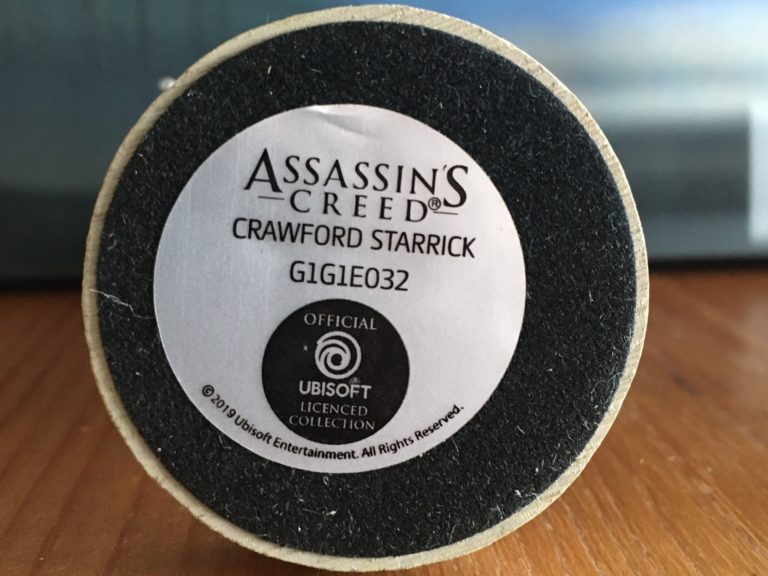 ASSASSIN'S
CREED®
CRAWFORD STARRICK
G1G1E032
OFFICIAL
UBISOFT
LICENCED
COLLECTION
© 2019 Ubisoft Entertainment. All Rights Reserved.